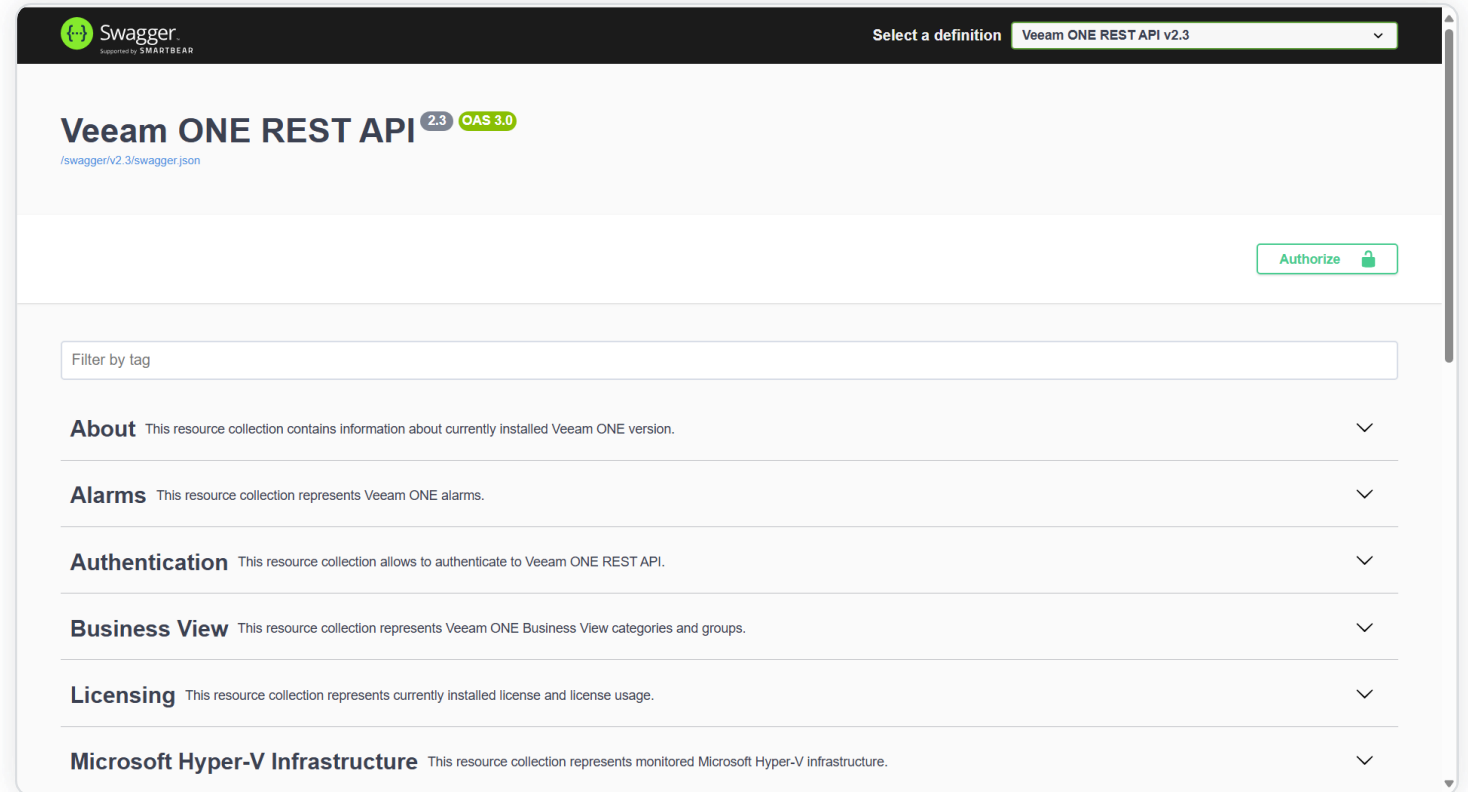 Swagger
Supported by SMARTBEAR
Select a definition
Veeam ONE REST API v2.3
Veeam ONE REST API 2.3 OAS 3.0
/swagger/v2.3/swagger.json
Authorize
Filter by tag
About This resource collection contains information about currently installed Veeam ONE version.
Alarms This resource collection represents Veeam ONE alarms.
Authentication This resource collection allows to authenticate to Veeam ONE REST API.
Business View This resource collection represents Veeam ONE Business View categories and groups.
Licensing This resource collection represents currently installed license and license usage.
Microsoft Hyper-V Infrastructure This resource collection represents monitored Microsoft Hyper-V infrastructure.